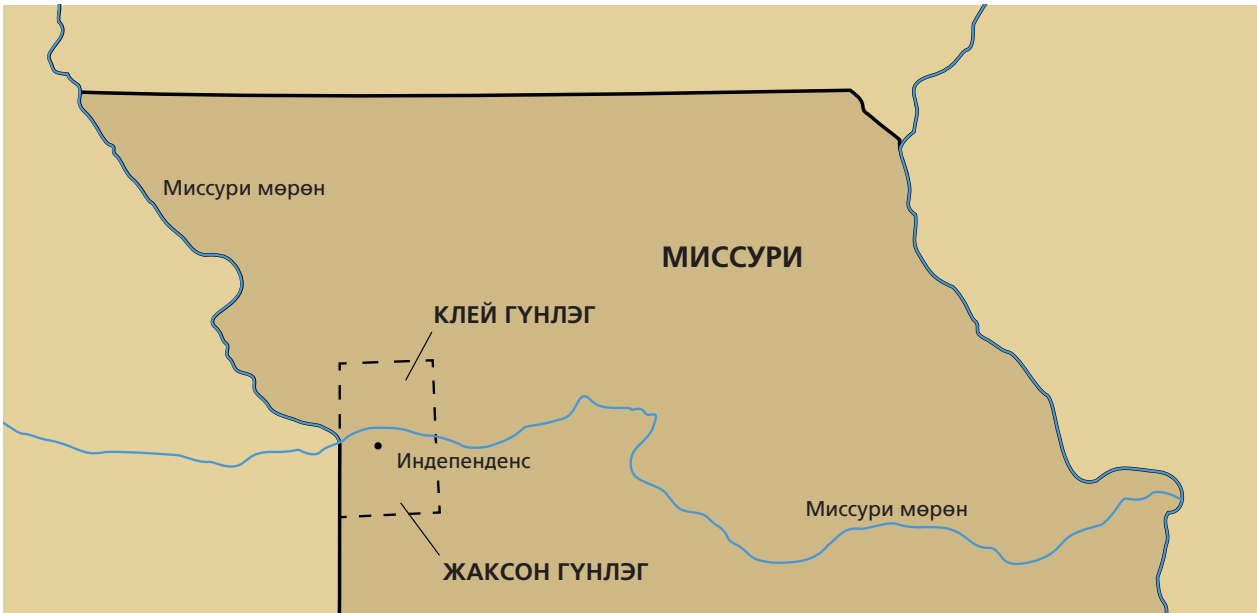 Миссури мөрөн
МИССУРИ
КЛЕЙ ГҮНЛЭГ
Индепенденс
Миссури мөрөн
ЖАКСОН ГҮНЛЭГ